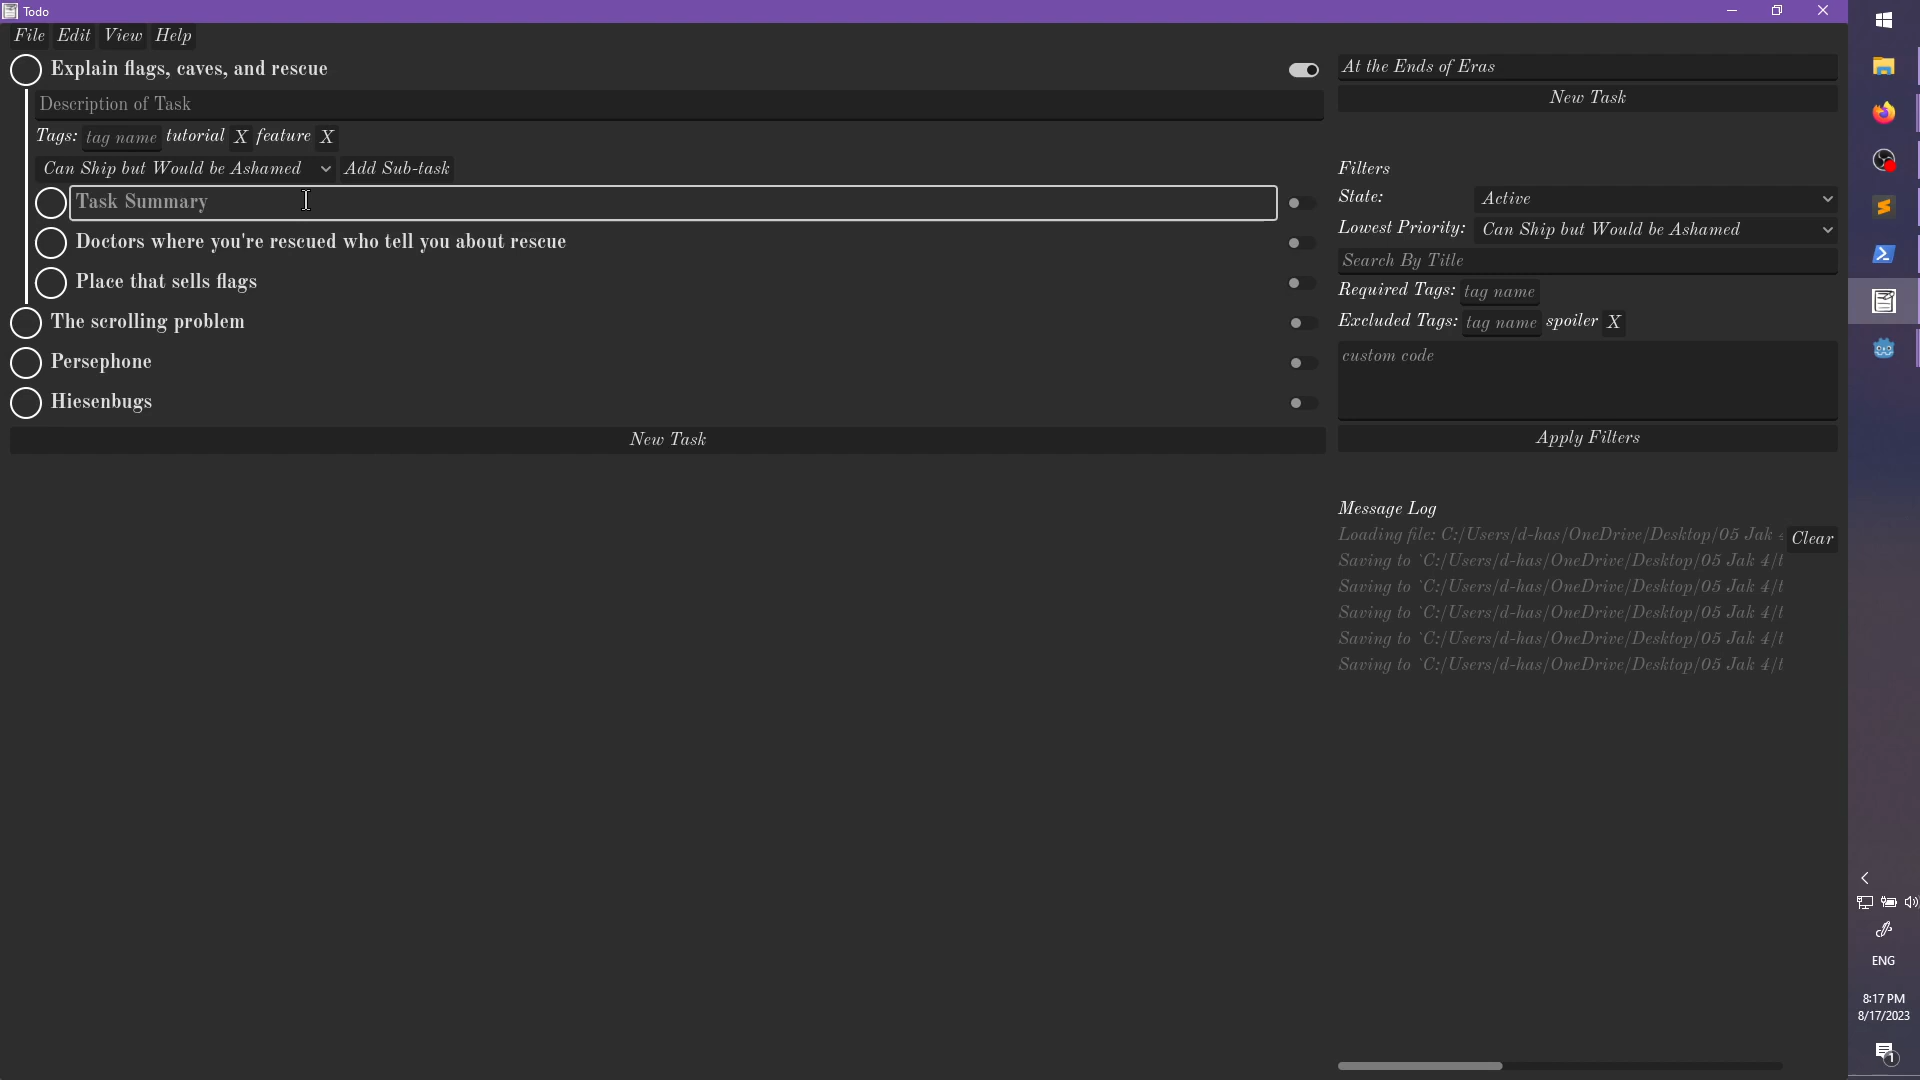 Todo
File Edit View Help
Explain flags, caves, and rescue
Description of Task
Tags: tag name tutorial X feature X
Can Ship but Would be Ashamed Add Sub-task
Task Summary
Doctors where you're rescued who tell you about rescue
Place that sells flags
The scrolling problem
Persephone
Hiesenbugs
New Task
At the Ends of Eras
New Task
Filters
State: Active
Lowest Priority: Can Ship but Would be Ashamed
Search By Title
Required Tags: tag name
Excluded Tags: tag name spoiler X
custom code
Apply Filters
Message Log
Loading file: C:/Users/d-has/OneDrive/Desktop/05 Jak 4 Clear
Saving to `C:/Users/d-has/OneDrive/Desktop/05 Jak 4/t
Saving to `C:/Users/d-has/OneDrive/Desktop/05 Jak 4/t
Saving to `C:/Users/d-has/OneDrive/Desktop/05 Jak 4/t
Saving to `C:/Users/d-has/OneDrive/Desktop/05 Jak 4/t
Saving to `C:/Users/d-has/OneDrive/Desktop/05 Jak 4/t
ENG
8:17 PM
8/17/2023
1